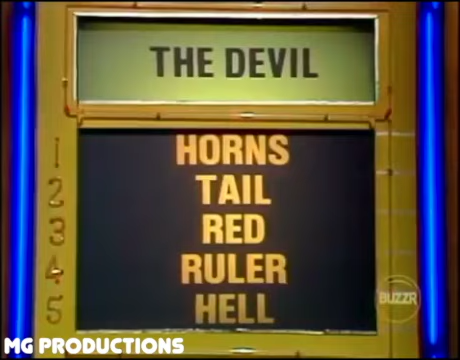 THE DEVIL
1
2
3
4
5
HORNS
TAIL
RED
RULER
HELL
BUZZR
MG PRODUCTIONS